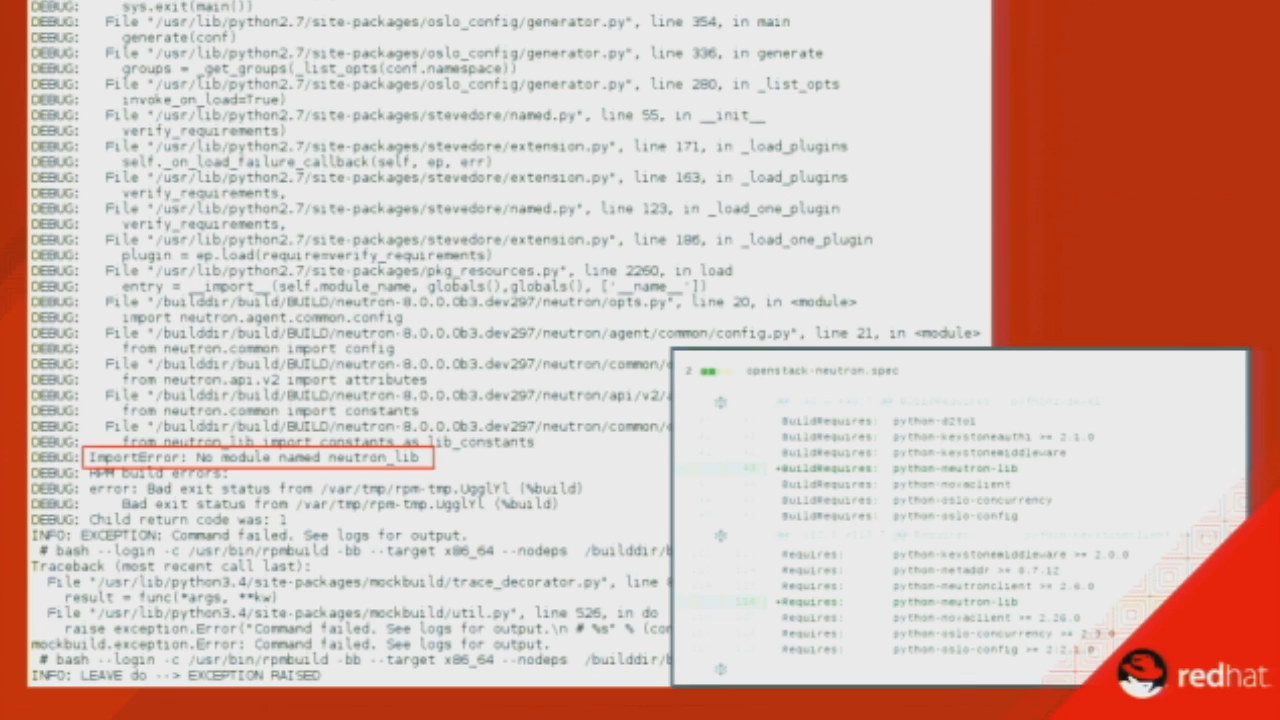 DEBUG: sys.exit(main())
DEBUG: File "/usr/lib/python2.7/site-packages/oslo_config/generator.py", line 354, in main
DEBUG: generate(conf)
DEBUG: File "/usr/lib/python2.7/site-packages/oslo_config/generator.py", line 336, in generate
DEBUG: groups = _get_groups(_list_opts(conf.namespace))
DEBUG: File "/usr/lib/python2.7/site-packages/oslo_config/generator.py", line 280, in _list_opts
DEBUG: invoke_on_load=True)
DEBUG: File "/usr/lib/python2.7/site-packages/stevedore/named.py", line 55, in __init__
DEBUG: verify_requirements)
DEBUG: File "/usr/lib/python2.7/site-packages/stevedore/extension.py", line 171, in _load_plugins
DEBUG: self._on_load_failure_callback(self, ep, err)
DEBUG: File "/usr/lib/python2.7/site-packages/stevedore/extension.py", line 163, in _load_plugins
DEBUG: verify_requirements,
DEBUG: File "/usr/lib/python2.7/site-packages/stevedore/named.py", line 123, in _load_one_plugin
DEBUG: verify_requirements,
DEBUG: File "/usr/lib/python2.7/site-packages/stevedore/extension.py", line 186, in _load_one_plugin
DEBUG: plugin = ep.load(require=verify_requirements)
DEBUG: File "/usr/lib/python2.7/site-packages/pkg_resources.py", line 2260, in load
DEBUG: entry = __import__(self.module_name, globals(),globals(), ['__name__'])
DEBUG: File "/builddir/build/BUILD/neutron-8.0.0.0b3.dev297/neutron/opts.py", line 20, in <module>
DEBUG: import neutron.agent.common.config
DEBUG: File "/builddir/build/BUILD/neutron-8.0.0.0b3.dev297/neutron/agent/common/config.py", line 21, in <module>
DEBUG: from neutron.common import config
DEBUG: File "/builddir/build/BUILD/neutron-8.0.0.0b3.dev297/neutron/common/c
DEBUG: from neutron.api.v2 import attributes
DEBUG: File "/builddir/build/BUILD/neutron-8.0.0.0b3.dev297/neutron/api/v2/a
DEBUG: from neutron.common import constants
DEBUG: File "/builddir/build/BUILD/neutron-8.0.0.0b3.dev297/neutron/common/c
DEBUG: from neutron_lib import constants as lib_constants
DEBUG: ImportError: No module named neutron_lib
DEBUG: RPM build errors:
DEBUG: error: Bad exit status from /var/tmp/rpm-tmp.UgglYl (%build)
DEBUG: Bad exit status from /var/tmp/rpm-tmp.UgglYl (%build)
DEBUG: Child return code was: 1
INFO: EXCEPTION: Command failed. See logs for output.
# bash --login -c /usr/bin/rpmbuild -bb --target x86_64 --nodeps /builddir/b
Traceback (most recent call last):
File "/usr/lib/python3.4/site-packages/mockbuild/trace_decorator.py", line 8
result = func(*args, **kw)
File "/usr/lib/python3.4/site-packages/mockbuild/util.py", line 526, in do
raise exception.Error("Command failed. See logs for output.\n # %s" % (com
mockbuild.exception.Error: Command failed. See logs for output.
# bash --login -c /usr/bin/rpmbuild -bb --target x86_64 --nodeps /builddir/b
INFO: LEAVE do --> EXCEPTION RAISED
2 openstack-neutron.spec
BuildRequires: python-d2to1
BuildRequires: python-keystoneauth1 >= 2.1.0
BuildRequires: python-keystonemiddleware
+BuildRequires: python-neutron-lib
BuildRequires: python-novaclient
BuildRequires: python-oslo-concurrency
BuildRequires: python-oslo-config
Requires: python-keystonemiddleware >= 2.0.0
Requires: python-netaddr >= 0.7.12
Requires: python-neutronclient >= 2.6.0
+Requires: python-neutron-lib
Requires: python-novaclient >= 2.26.0
Requires: python-oslo-concurrency >= 2.3.0
Requires: python-oslo-config >= 2:2.1.0
redhat